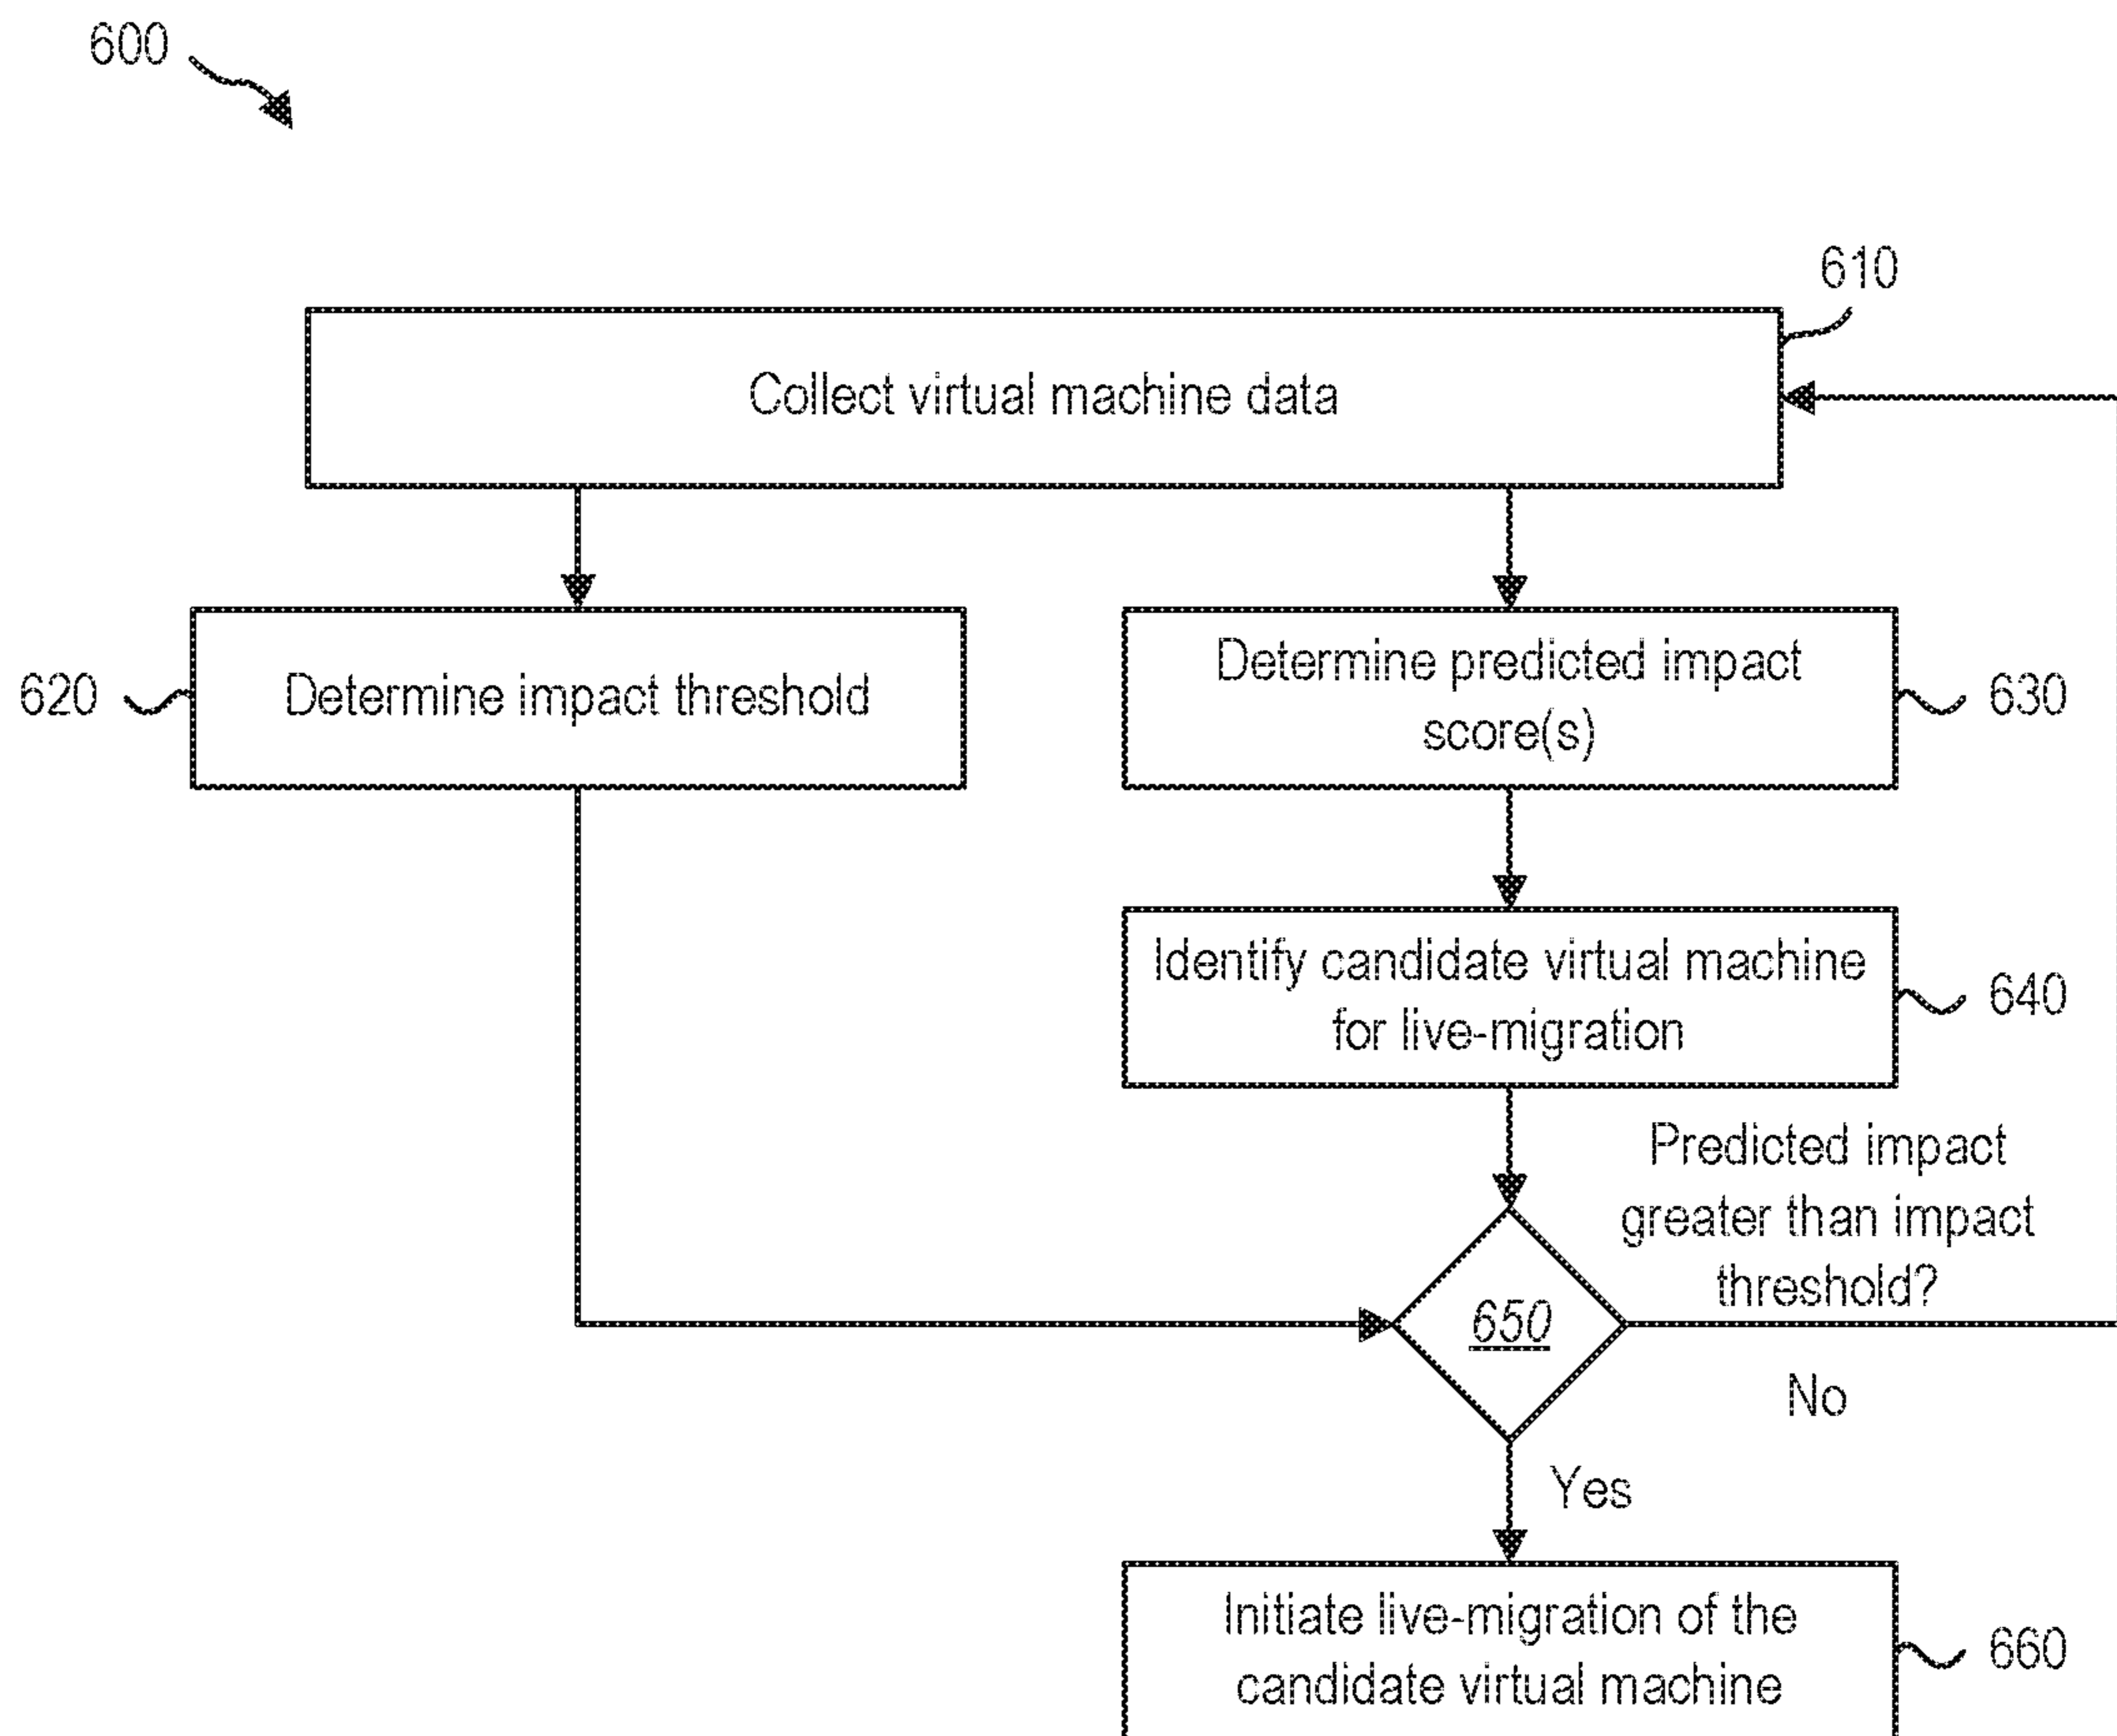 600
610
Collect virtual machine data
620
Determine impact threshold
Determine predicted impact
score(s)
630
Identify candidate virtual machine
for live-migration
640
Predicted impact
greater than impact
threshold?
650
No
Yes
Initiate live-migration of the
candidate virtual machine
660